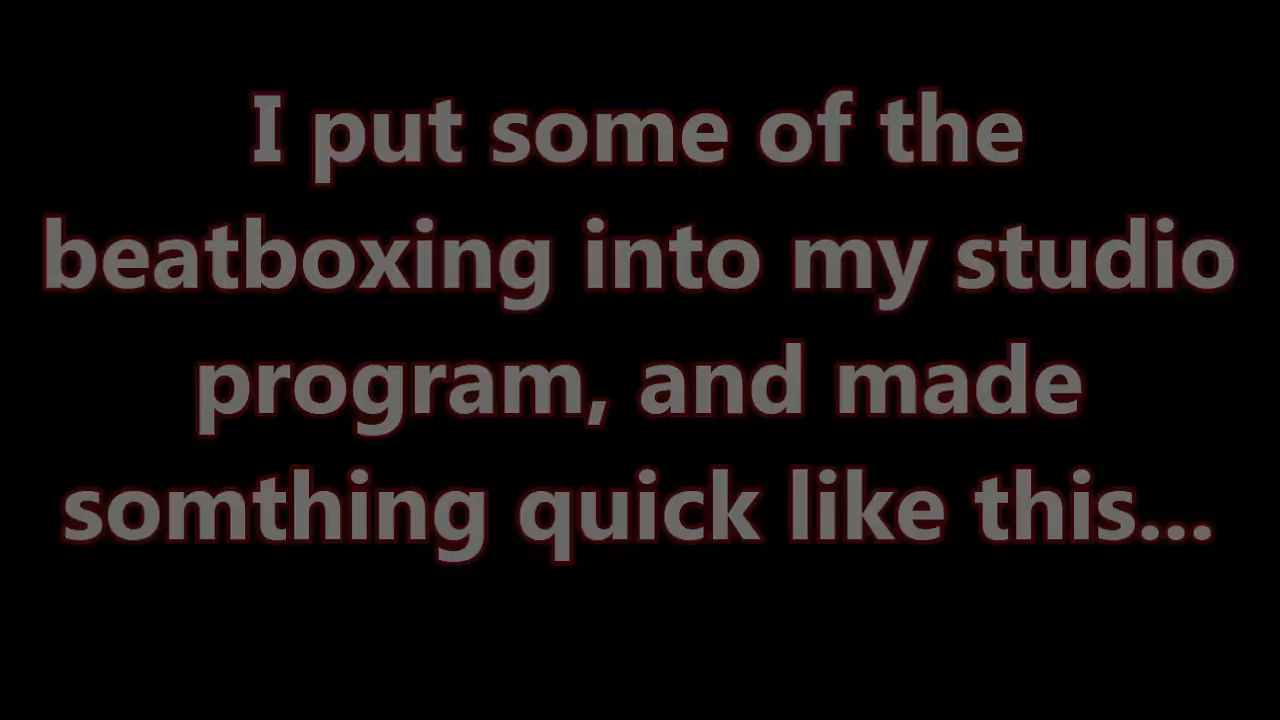 I put some of the
beatboxing into my studio
program, and made
somthing quick like this...